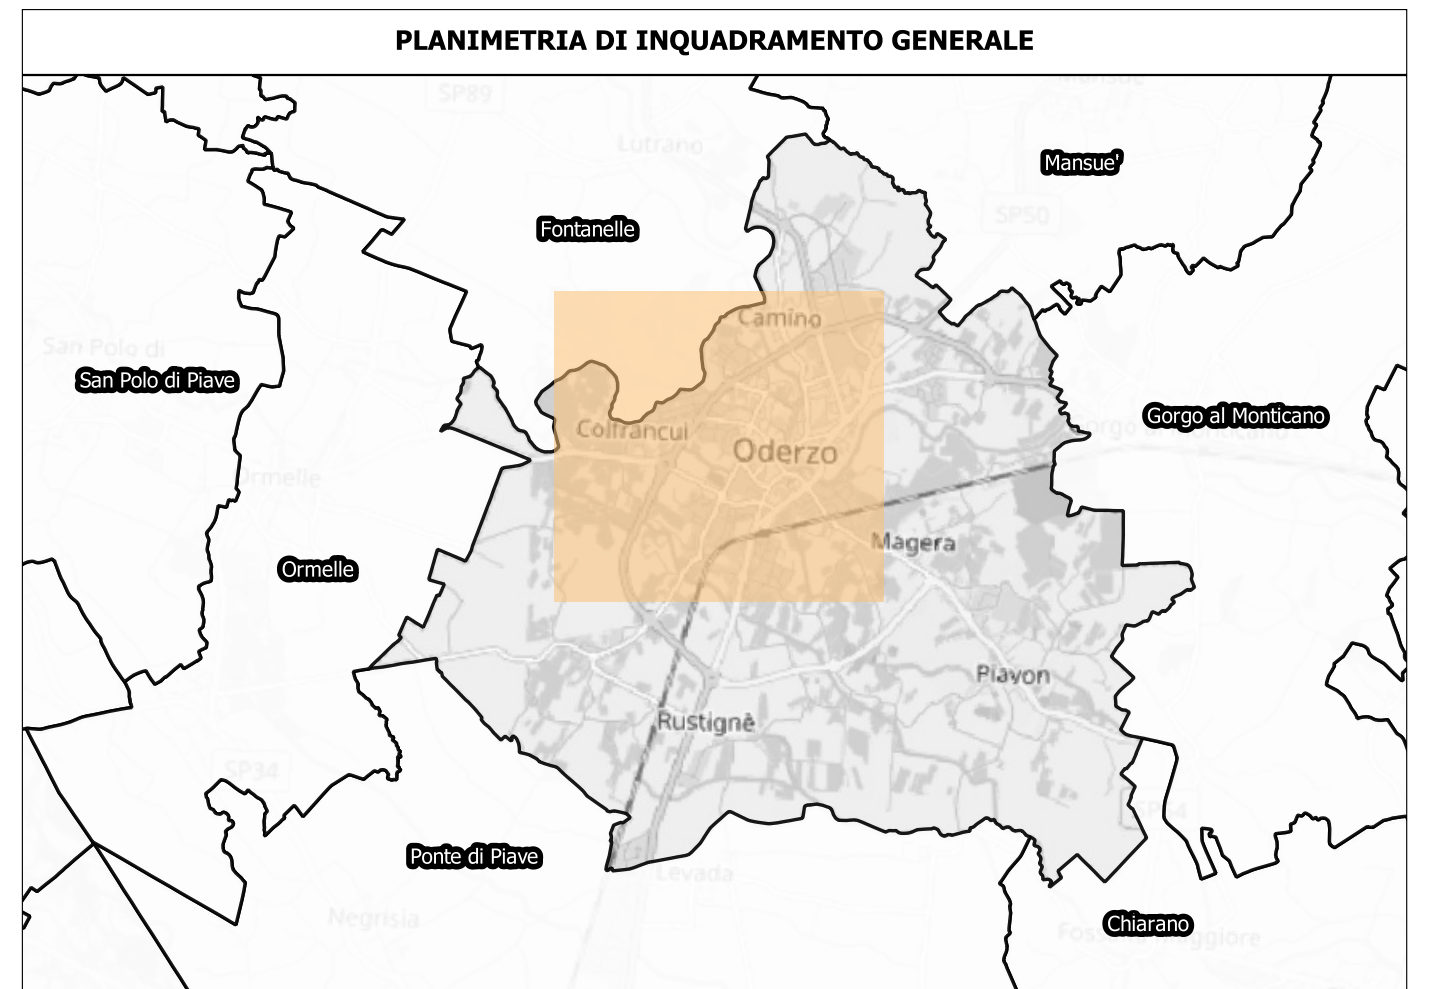 PLANIMETRIA DI INQUADRAMENTO GENERALE
SP89
Lutrano
Mansue'
SP50
Fontanelle
Camino
San Polo di
San Polo di Piave
Gorgo al Monticano
Colfrancui
Oderzo
Ormelle
Magera
Ormelle
Piavon
Rustignè
SP34
Ponte di Piave
Levada
Negrisia
Chiarano